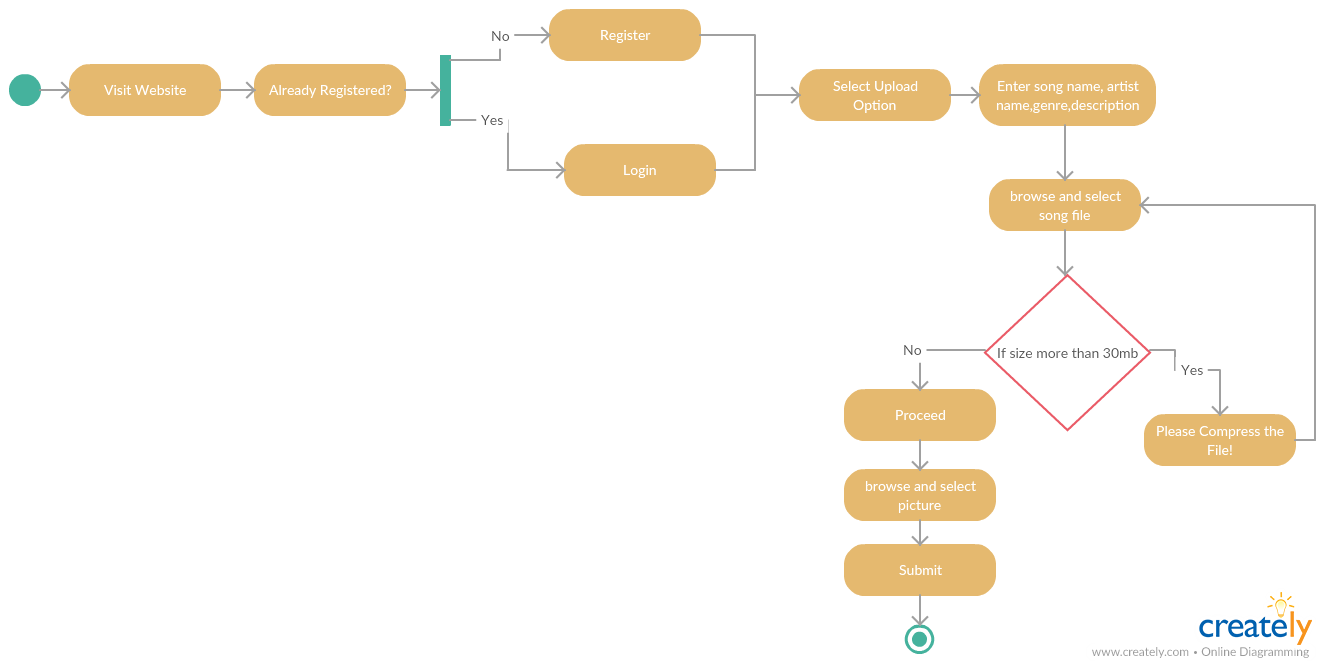 Visit Website
Already Registered?
No
Yes
Register
Login
Select Upload
Option
Enter song name, artist
name,genre,description
browse and select
song file
If size more than 30mb
No
Yes
Proceed
Please Compress the
File!
browse and select
picture
Submit
creately
www.creately.com • Online Diagramming